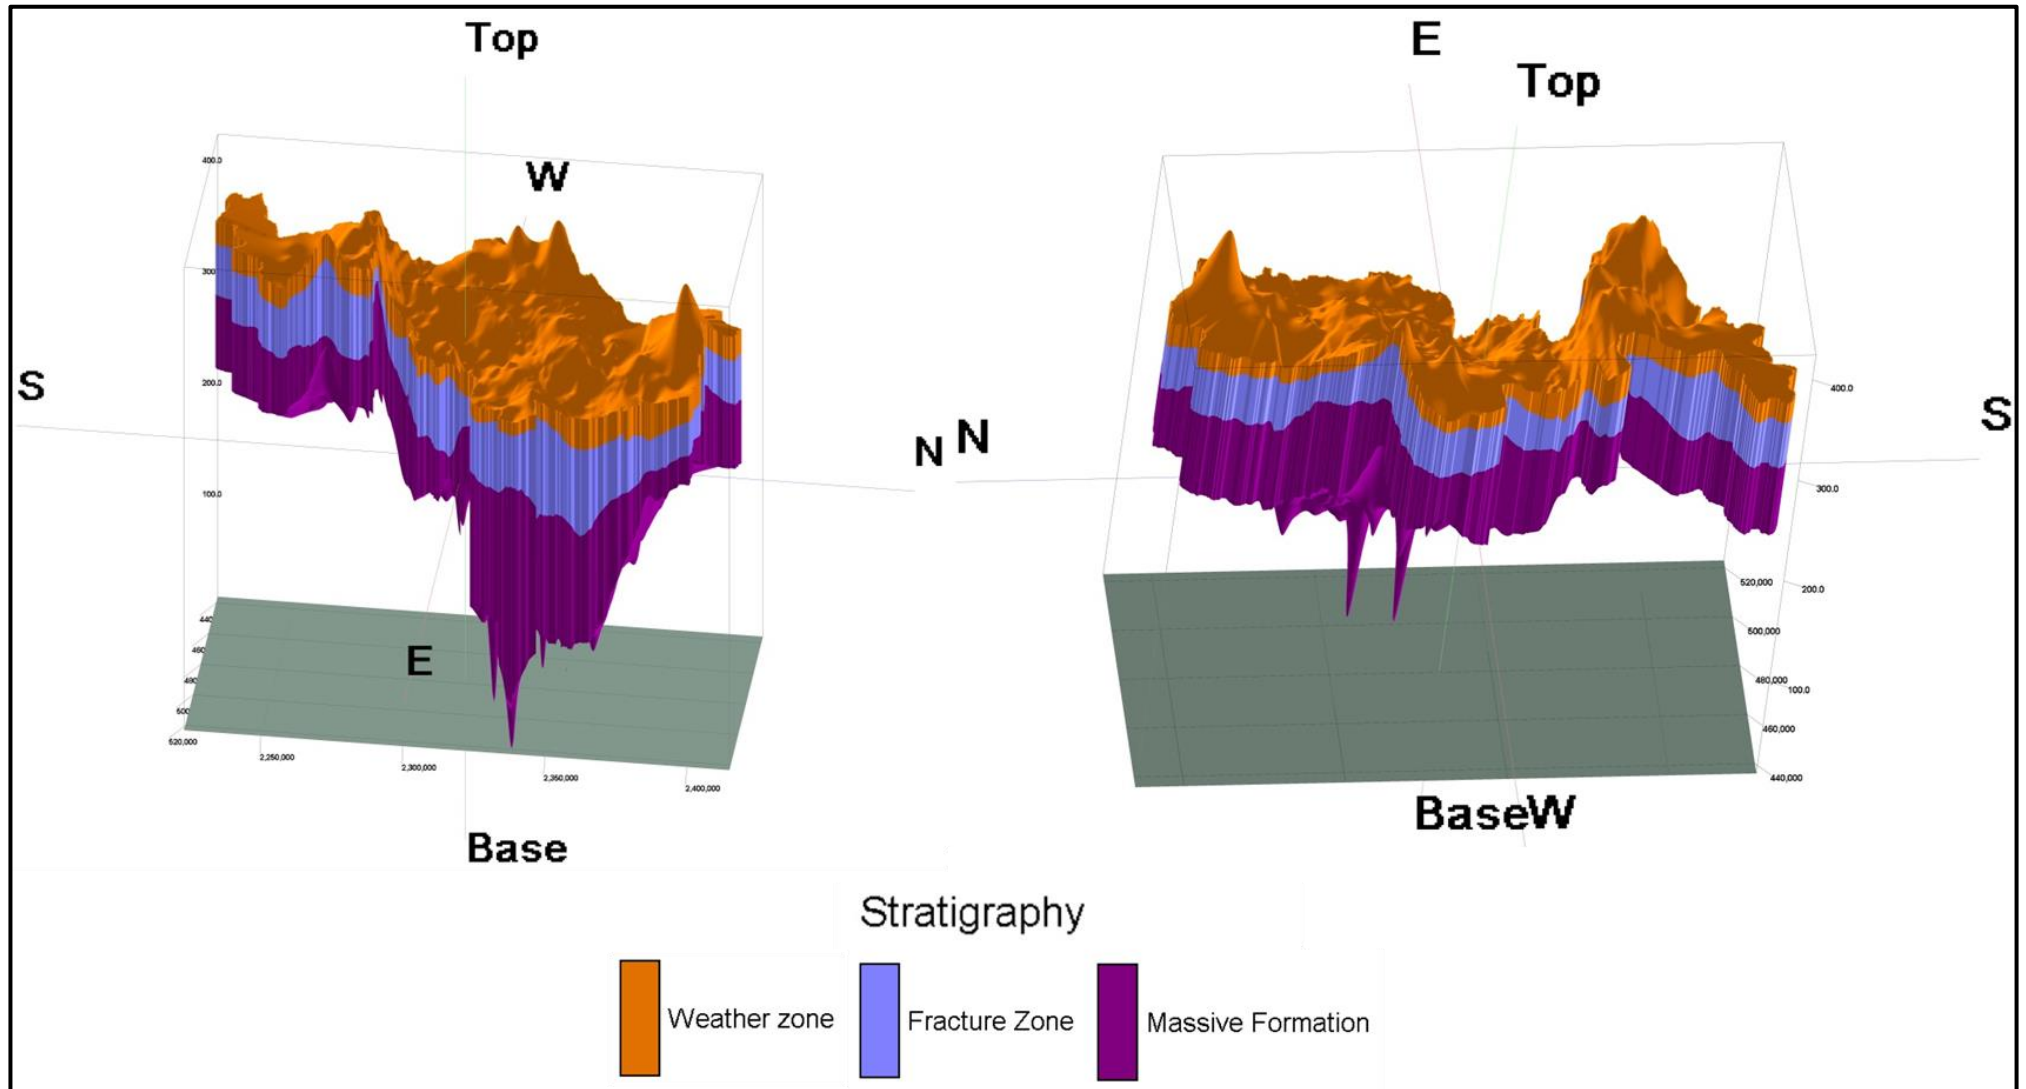 Top
W
S
N
E
Base
400.0
300
200.0
100.0
440
460
480
500
520,000
2,250,000
2,300,000
2,350,000
2,400,000
E
Top
N
S
BaseW
400.0
300.0
200.0
100.0
520,000
500,000
480,000
460,000
440,000
Stratigraphy
Weather zone
Fracture Zone
Massive Formation